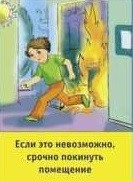 Если это невозможно,
срочно покинуть
помещение